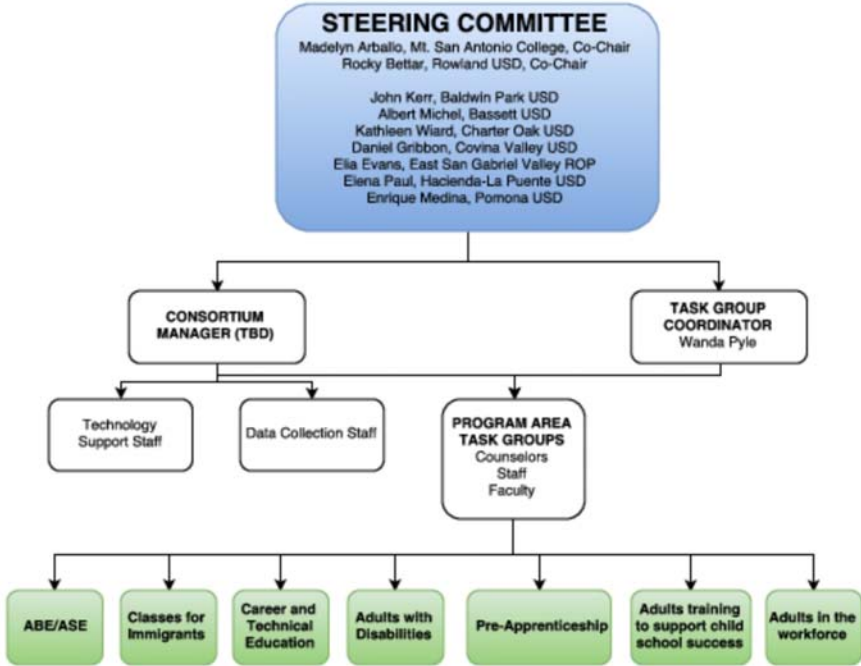 STEERING COMMITTEE
Madelyn Arballo, Mt. San Antonio College, Co-Chair
Rocky Bettar, Rowland USD, Co-Chair
John Kerr, Baldwin Park USD
Albert Michel, Bassett USD
Kathleen Wiard, Charter Oak USD
Daniel Gribbon, Covina Valley USD
Elia Evans, East San Gabriel Valley ROP
Elena Paul, Hacienda-La Puente USD
Enrique Medina, Pomona USD
CONSORTIUM
MANAGER (TBD)
TASK GROUP
COORDINATOR
Wanda Pyle
Technology
Support Staff
Data Collection Staff
PROGRAM AREA
TASK GROUPS
Counselors
Staff
Faculty
ABE/ASE
Classes for
Immigrants
Career and
Technical
Education
Adults with
Disabilities
Pre-Apprenticeship
Adults training
to support child
school success
Adults in the
workforce